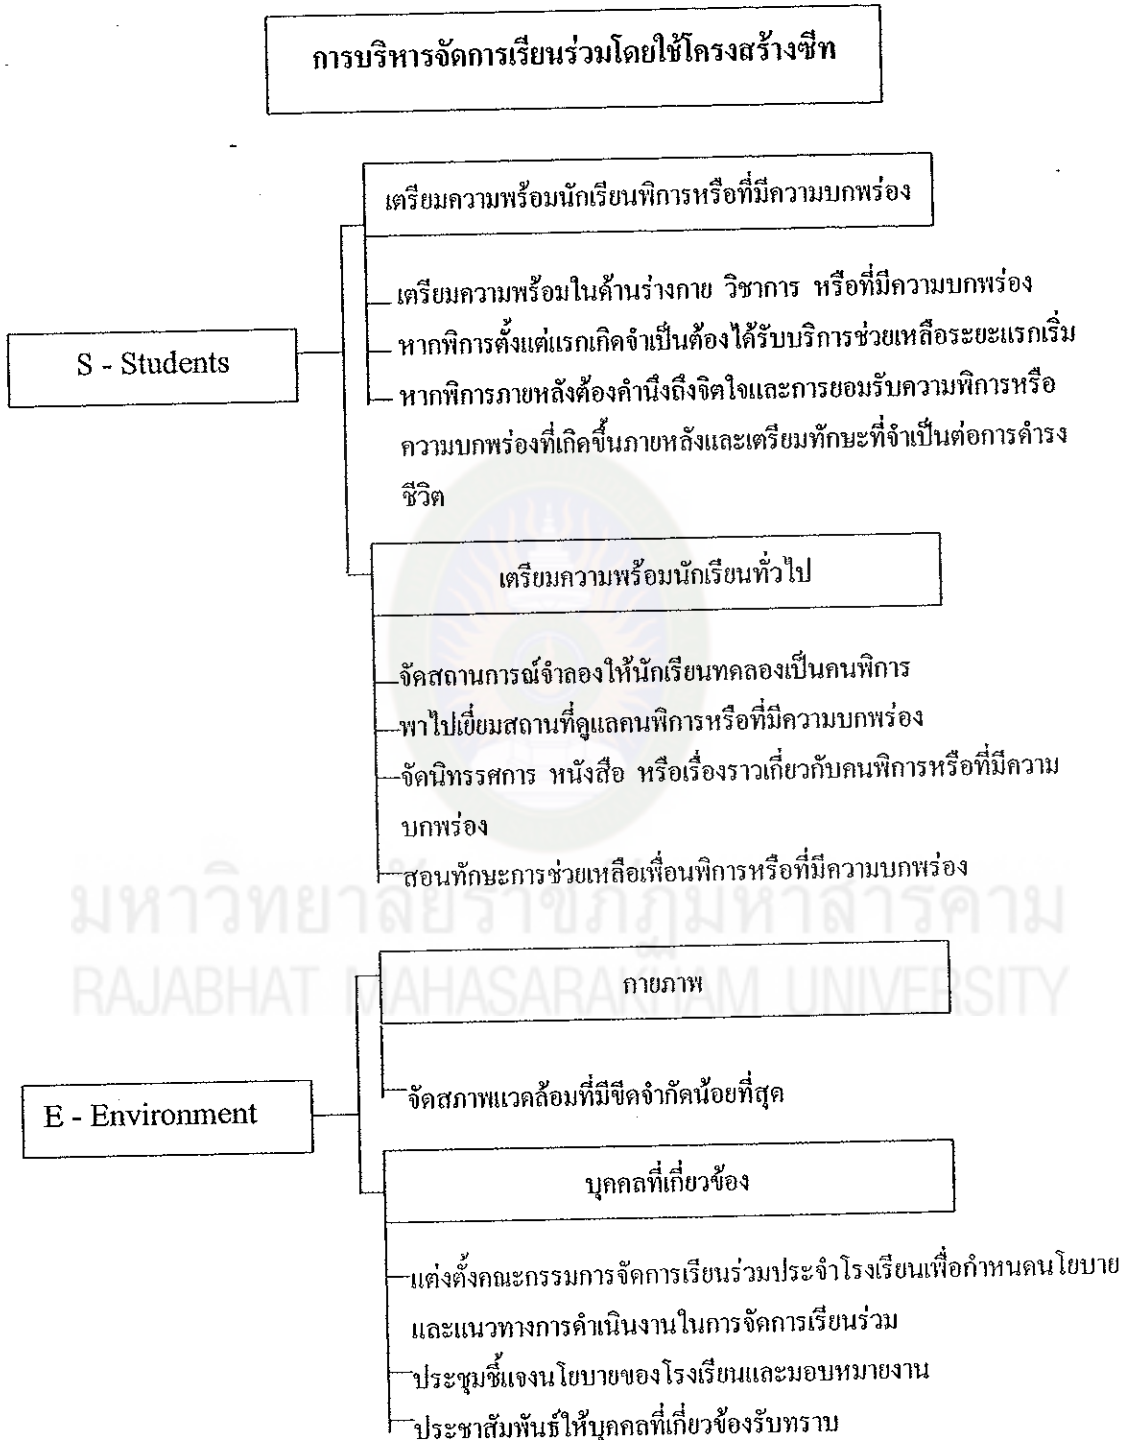 การบริหารจัดการเรียนร่วมโดยใช้โครงสร้างซีท
เตรียมความพร้อมนักเรียนพิการหรือที่มีความบกพร่อง
เตรียมความพร้อมในด้านร่างกาย วิชาการ หรือที่มีความบกพร่อง
S - Students
หากพิการตั้งแต่แรกเกิดจำเป็นต้องได้รับบริการช่วยเหลือระยะแรกเริ่ม
หากพิการภายหลังต้องคำนึงถึงจิตใจและการยอมรับความพิการหรือ
ความบกพร่องที่เกิดขึ้นภายหลังและเตรียมทักษะที่จำเป็นต่อการดำรง
ชีวิต
เตรียมความพร้อมนักเรียนทั่วไป
จัดสถานการณ์จำลองให้นักเรียนทดลองเป็นคนพิการ
พาไปเยี่ยมสถานที่ดูแลคนพิการหรือที่มีความบกพร่อง
จัดนิทรรศการ หนังสือ หรือเรื่องราวเกี่ยวกับคนพิการหรือที่มีความ
บกพร่อง
สอนทักษะการช่วยเหลือเพื่อนพิการหรือที่มีความบกพร่อง
มหาวิทยาลัยราชภัฏมหาสารคาม
RAJABHAT MAHASARAKHAM UNIVERSITY
กายภาพ
จัดสภาพแวดล้อมที่มีขีดจำกัดน้อยที่สุด
E - Environment
บุคคลที่เกี่ยวข้อง
แต่งตั้งคณะกรรมการจัดการเรียนร่วมประจำโรงเรียนเพื่อกำหนดนโยบาย
และแนวทางการดำเนินงานในการจัดการเรียนร่วม
ประชุมชี้แจงนโยบายของโรงเรียนและมอบหมายงาน
ประชาสัมพันธ์ให้บุคคลที่เกี่ยวข้องรับทราบ